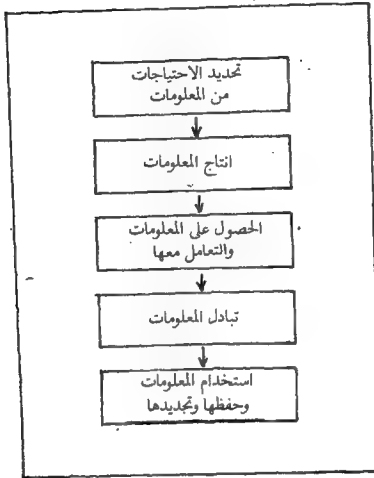 تحديد الاحتياجات
من المعلومات
انتاج المعلومات
الحصول على المعلومات
والتعامل معها
تبادل المعلومات
استخدام المعلومات
وحفظها وتجديدها